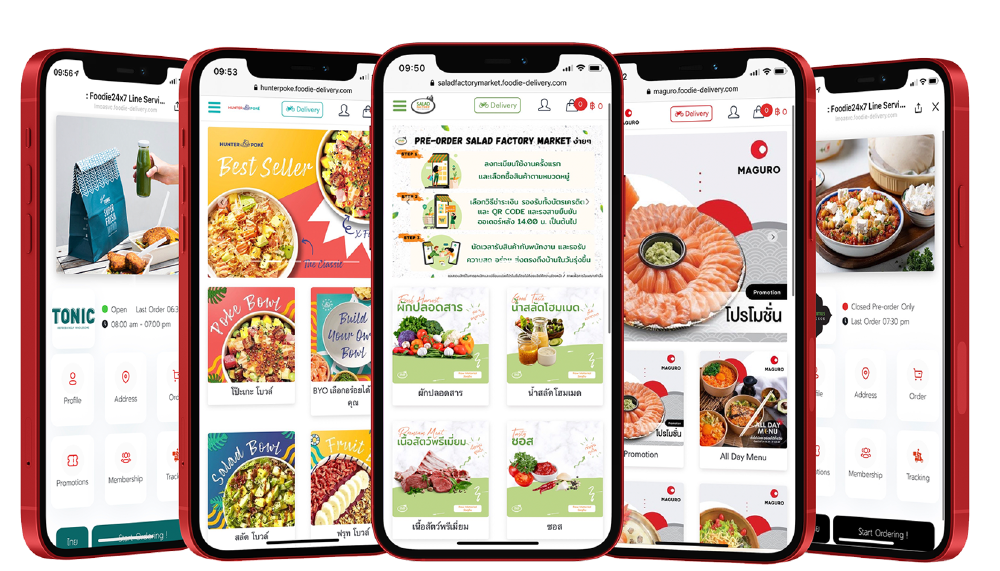 09:56
: Foodie24x7 Line Servi...
SUPER
FRESH
TONIC
Open
Last Order 06:3
08:00 am - 07:00 pm
Profile
Address
Promotions
Membership
ไทย
Start Ordering !
09:53
hunterpoke.foodie-delivery.com
HUNTER POKÉ
Delivery
HUNTER POKÉ
Best Seller
The Classic
Poke Bowl
Build
Your Own
Bowl
โป๊ะเกะ โบวล์
BYO เลือกอร่อยได้
คุณ
Salad Bowl
Fruit
สลัด โบวล์
ฟรุท โบวล์
09:50
saladfactorymarket.foodie-delivery.com
SALAD
Delivery
0
฿ 0
PRE-ORDER SALAD FACTORY MARKET ง่ายๆ
STEP 1
ลงทะเบียนใช้งานครั้งแรก
และเลือกซื้อสินค้าตามหมวดหมู่
STEP 2
เลือกวิธีชำระเงิน รองรับทั้งบัตรเครดิต
และ QR CODE และรอสายยืนยัน
ออเดอร์หลัง 14.00 น. เป็นต้นไป
STEP 3
นัดเวลารับสินค้ากับพนักงาน และรอรับ
ความสด อร่อย ส่งตรงถึงบ้านในวันรุ่งขึ้น
Fresh Harvest
ผักปลอดสาร
Good Taste
น้ำสลัดโฮมเมด
ผักปลอดสาร
น้ำสลัดโฮมเมด
Premium Meat
เนื้อสัตว์พรีเมี่ยม
Tasty
ซอส
เนื้อสัตว์พรีเมี่ยม
ซอส
2
maguro.foodie-delivery.com
Delivery
0
฿ 0
MAGURO
Promotion
โปรโมชั่น
MAGURO
MAGURO
โปรโมชั่น
ALL DAY
MENU
Promotion
All Day Menu
MAGURO
MAGURO
: Foodie24x7 Line Servi...
imsaavc.foodie-delivery.com
Closed Pre-order Only
Last Order 07:30 pm
Address
Order
Membership
Tracking
Start Ordering !